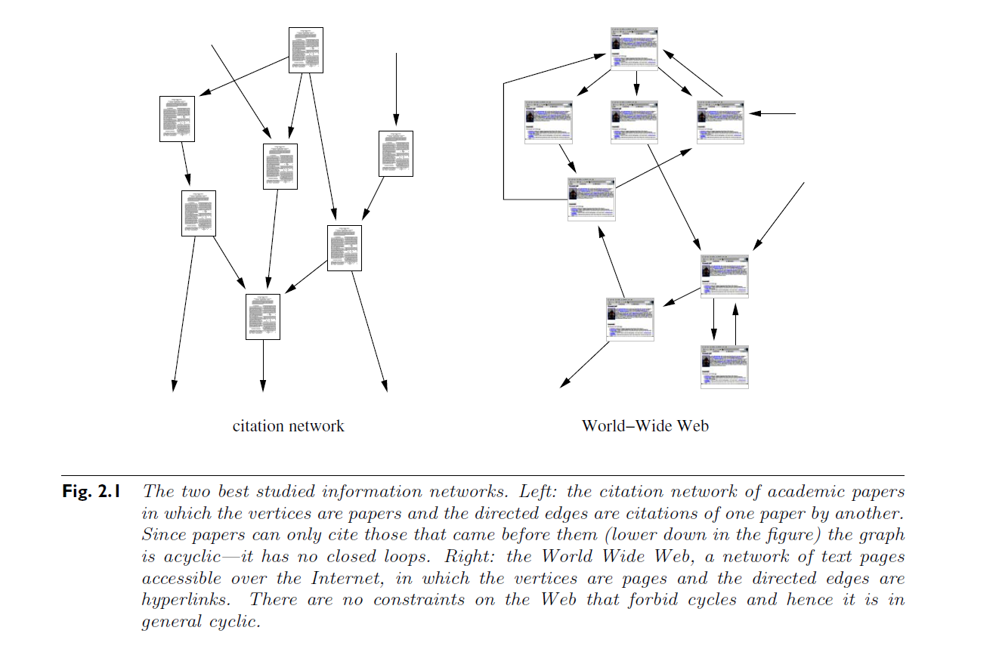 citation network
World−Wide Web
Fig. 2.1 The two best studied information networks. Left: the citation network of academic papers
in which the vertices are papers and the directed edges are citations of one paper by another.
Since papers can only cite those that came before them (lower down in the figure) the graph
is acyclic—it has no closed loops. Right: the World Wide Web, a network of text pages
accessible over the Internet, in which the vertices are pages and the directed edges are
hyperlinks. There are no constraints on the Web that forbid cycles and hence it is in
general cyclic.